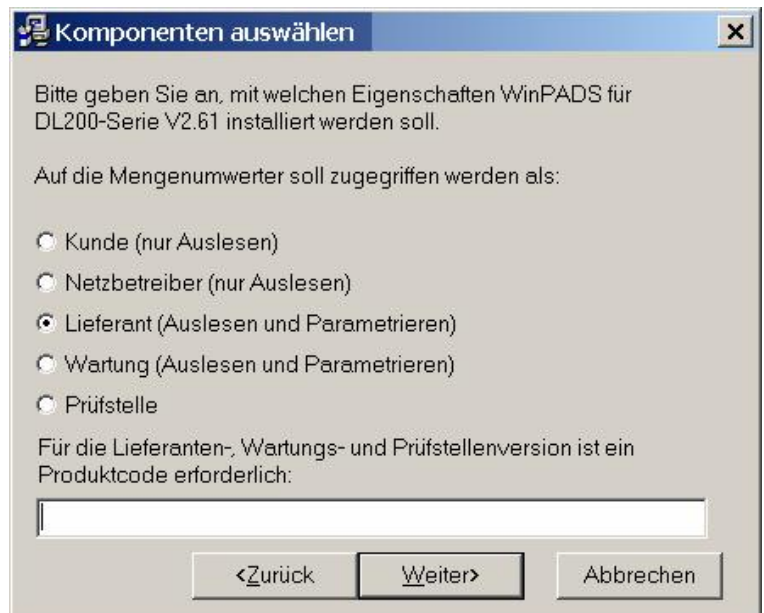 Komponenten auswählen
Bitte geben Sie an, mit welchen Eigenschaften WinPADS für
DL200-Serie V2.61 installiert werden soll.
Auf die Mengenumwerter soll zugegriffen werden als:
Kunde (nur Auslesen)
Netzbetreiber (nur Auslesen)
Lieferant (Auslesen und Parametrieren)
Wartung (Auslesen und Parametrieren)
Prüfstelle
Für die Lieferanten-, Wartungs- und Prüfstellenversion ist ein
Produktcode erforderlich:
<Zurück Weiter> Abbrechen